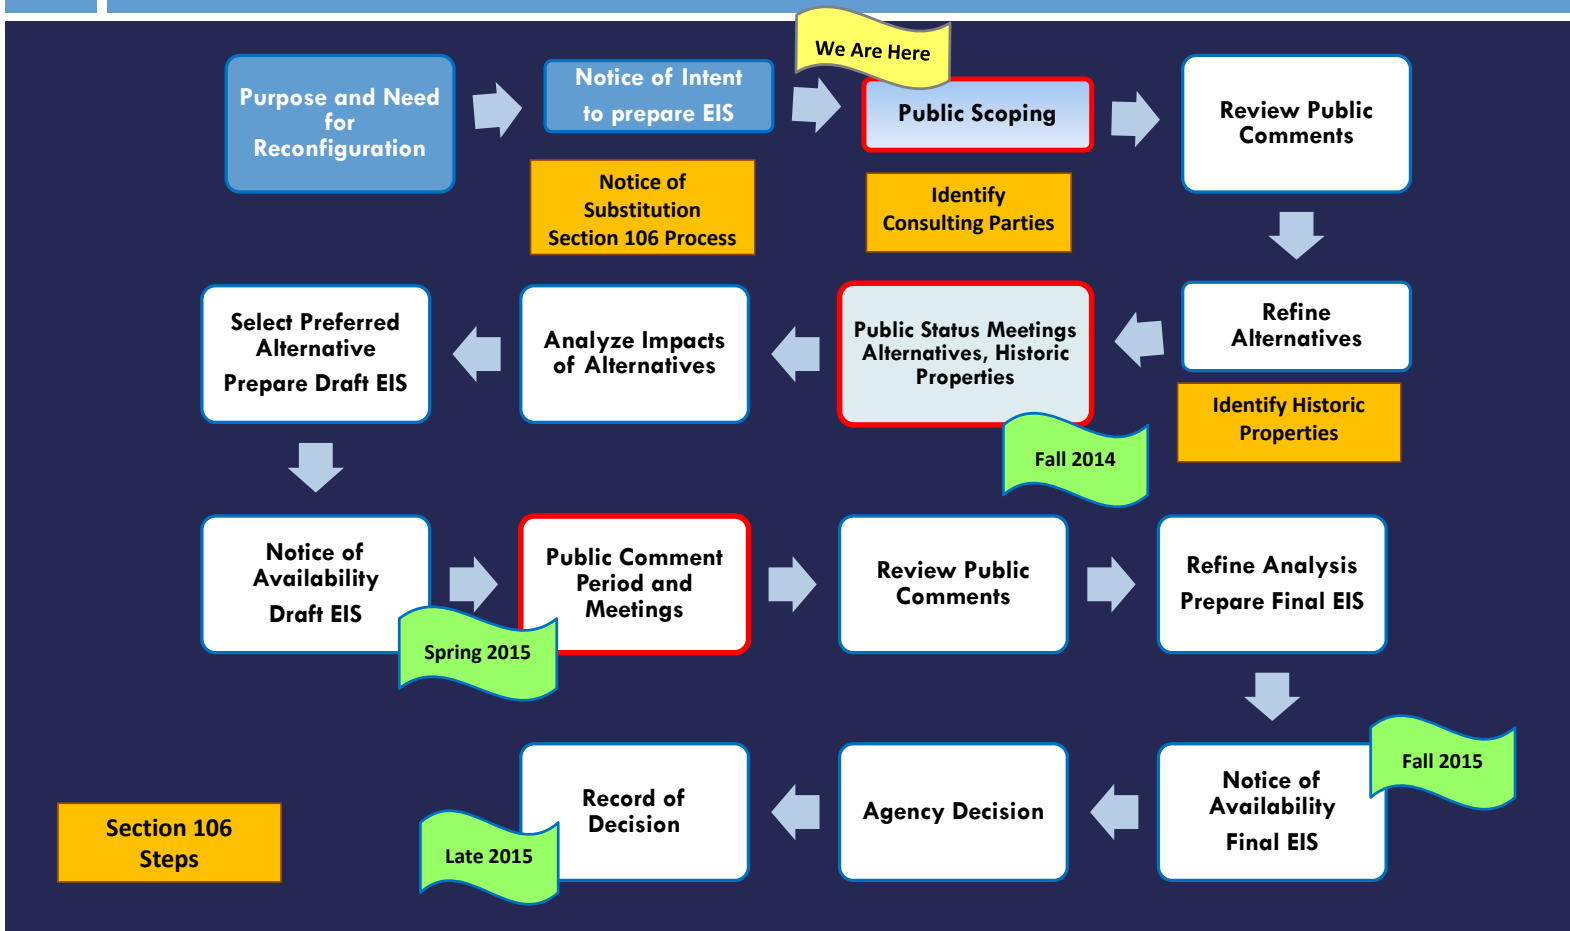 We Are Here
Purpose and Need
for
Reconfiguration
Notice of Intent
to prepare EIS
Public Scoping
Review Public
Comments
Notice of
Substitution
Section 106 Process
Identify
Consulting Parties
Select Preferred
Alternative
Prepare Draft EIS
Analyze Impacts
of Alternatives
Public Status Meetings
Alternatives, Historic
Properties
Refine
Alternatives
Identify Historic
Properties
Fall 2014
Notice of
Availability
Draft EIS
Spring 2015
Public Comment
Period and
Meetings
Review Public
Comments
Refine Analysis
Prepare Final EIS
Section 106
Steps
Record of
Decision
Late 2015
Agency Decision
Notice of
Availability
Final EIS
Fall 2015